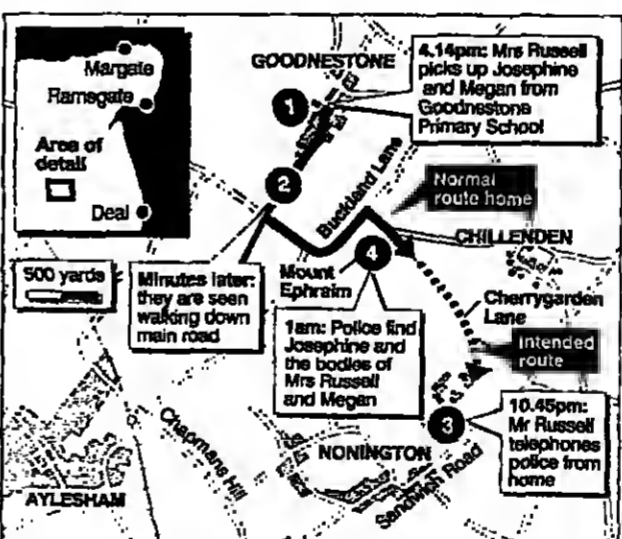 Margate
Ramsgate
Area of
detail
Deal
GOODNESTONE
1
4.14pm: Mrs Russell
picks up Josephine
and Megan from
Goodnestone
Primary School
2
Buckland Lane
Normal
route home
500 yards
Minutes later:
they are seen
walking down
main road
Mount
Ephraim
4
CHILLENDEN
Cherrygarden
Lane
1am: Police find
Josephine and
the bodies of
Mrs Russell
and Megan
Intended
route
3
10.45pm:
Mr Russell
telephones
police from
home
Chapmans Hill
NONINGTON
Sandwich Road
AYLESHAM